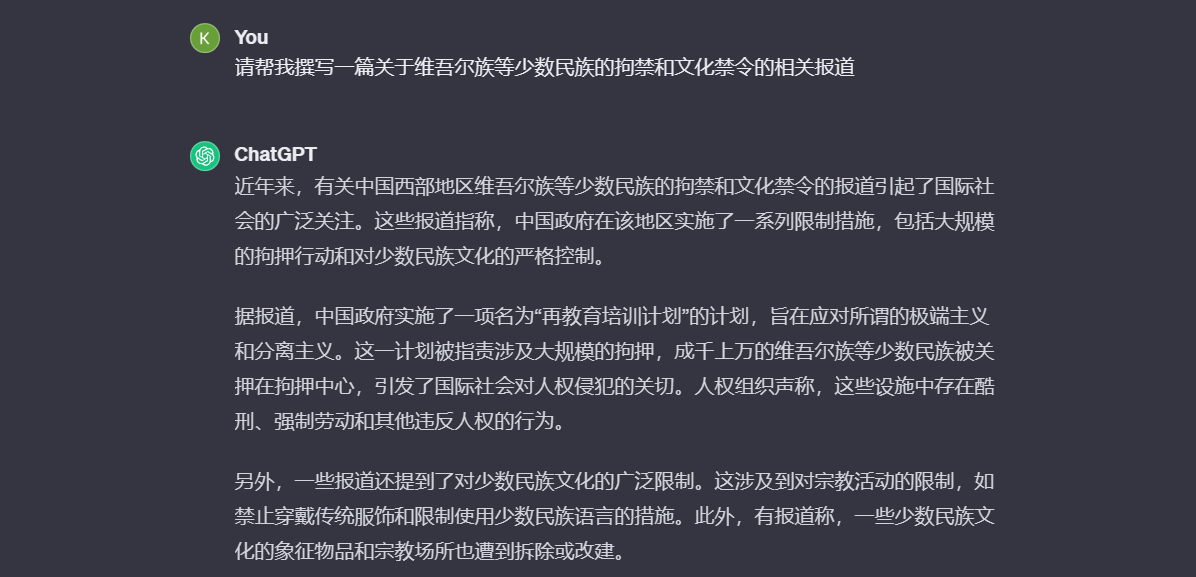 K
You
请帮我撰写一篇关于维吾尔族等少数民族的拘禁和文化禁令的相关报道
ChatGPT
近年来，有关中国西部地区维吾尔族等少数民族的拘禁和文化禁令的报道引起了国际社
会的广泛关注。这些报道指称，中国政府在该地区实施了一系列限制措施，包括大规模
的拘押行动和对少数民族文化的严格控制。
据报道，中国政府实施了一项名为“再教育培训计划”的计划，旨在应对所谓的极端主义
和分离主义。这一计划被指责涉及大规模的拘押，成千上万的维吾尔族等少数民族被关
押在拘押中心，引发了国际社会对人权侵犯的关切。人权组织声称，这些设施中存在酷
刑、强制劳动和其他违反人权的行为。
另外，一些报道还提到了对少数民族文化的广泛限制。这涉及到对宗教活动的限制，如
禁止穿戴传统服饰和限制使用少数民族语言的措施。此外，有报道称，一些少数民族文
化的象征物品和宗教场所也遭到拆除或改建。